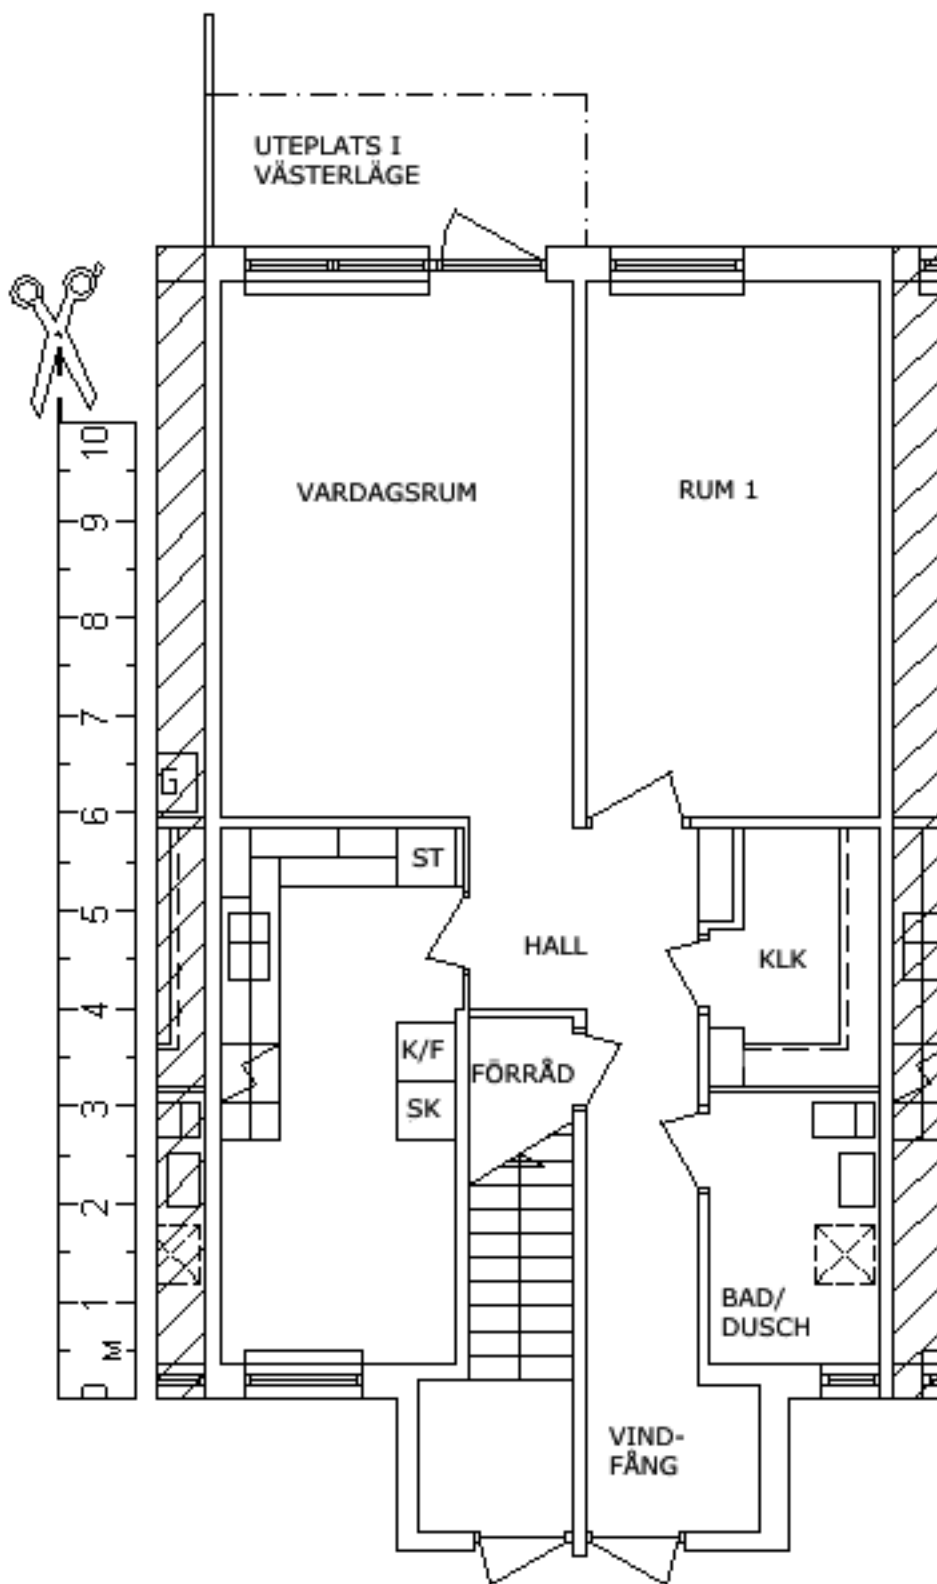 UTEPLATS I
VÄSTERLÄGE
VARDAGSRUM
RUM 1
G
ST
HALL
KLK
K/F
FÖRRÅD
SK
BAD/
DUSCH
VIND-
FÅNG
10
9
8
7
6
5
4
3
2
1
M
0